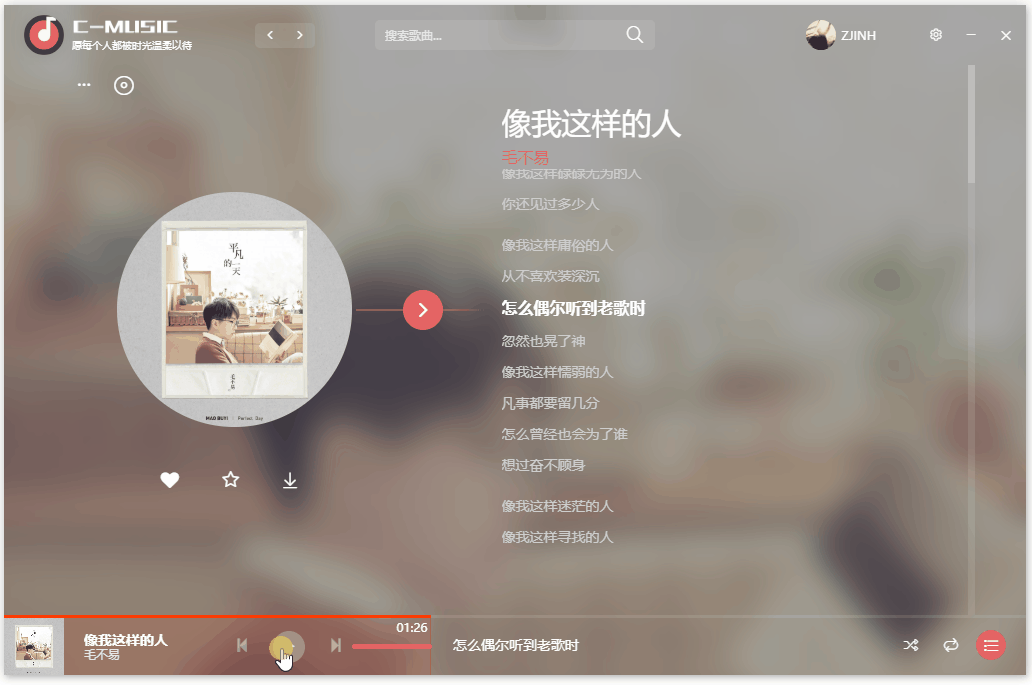 C-MUSIC
愿每个人都被时光温柔以待
搜索歌曲...
ZJINH
像我这样的人
毛不易
像我这样碌碌无为的人
你还见过多少人
像我这样庸俗的人
从不喜欢装深沉
怎么偶尔听到老歌时
忽然也晃了神
像我这样懦弱的人
凡事都要留几分
怎么曾经也会为了谁
想过奋不顾身
像我这样迷茫的人
像我这样寻找的人
平凡的一天
毛不易
MAO BUYI · Perfect Day
像我这样的人
毛不易
01:26
怎么偶尔听到老歌时